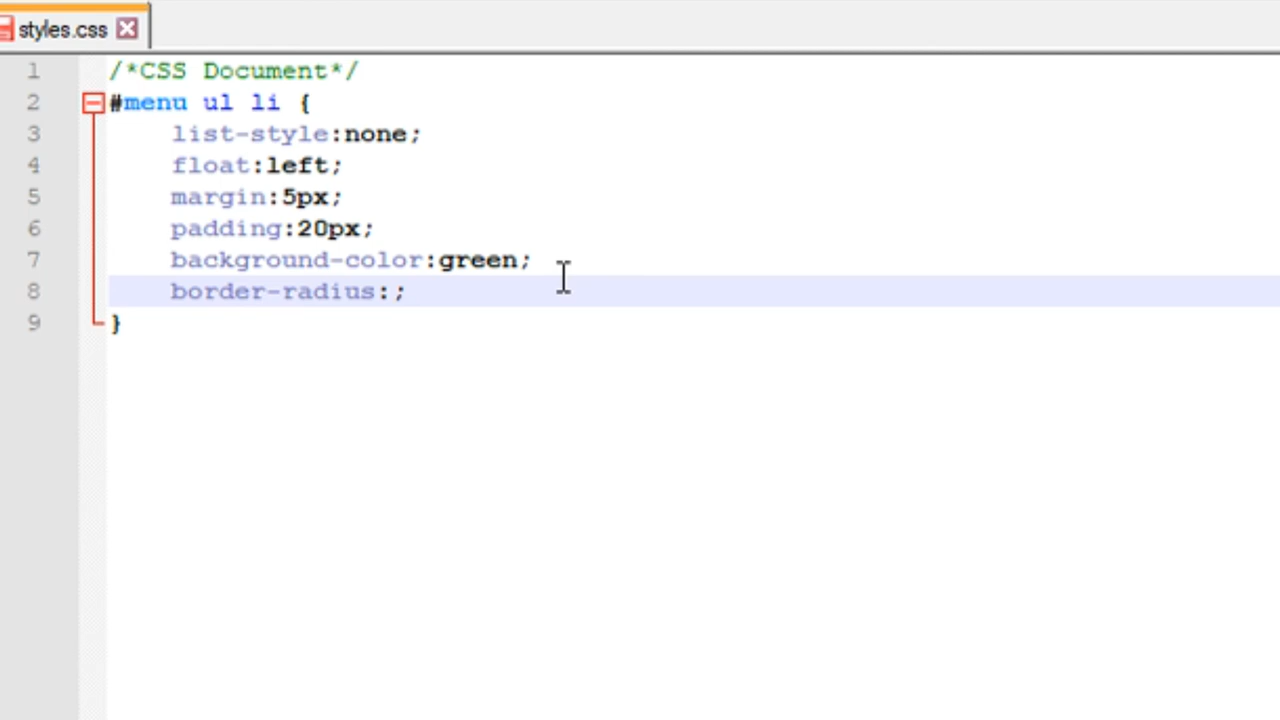 styles.css
1 /*CSS Document*/
2 #menu ul li {
3 list-style:none;
4 float:left;
5 margin:5px;
6 padding:20px;
7 background-color:green;
8 border-radius:;
9 }